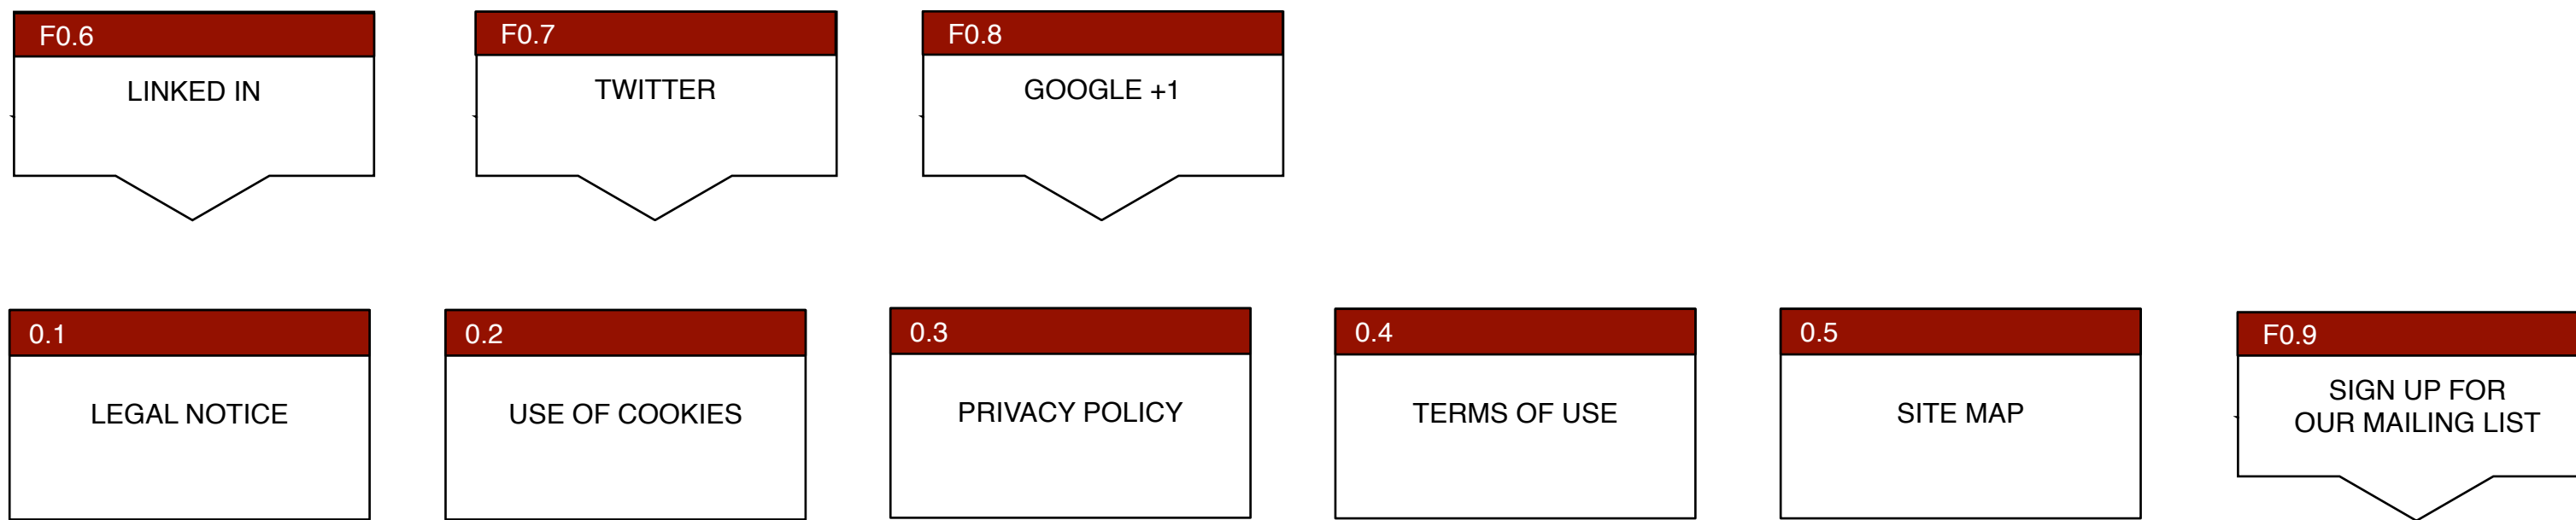 F0.6
LINKED IN
F0.7
TWITTER
F0.8
GOOGLE +1
0.1
LEGAL NOTICE
0.2
USE OF COOKIES
0.3
PRIVACY POLICY
0.4
TERMS OF USE
0.5
SITE MAP
F0.9
SIGN UP FOR
OUR MAILING LIST